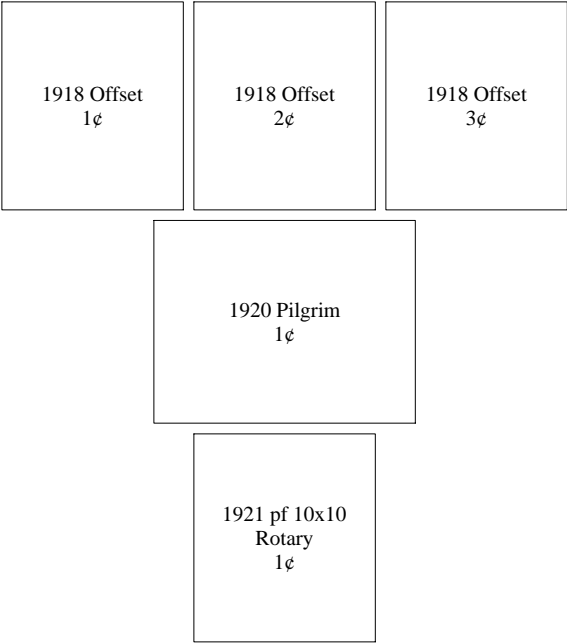 1918 Offset
1¢
1918 Offset
2¢
1918 Offset
3¢
1920 Pilgrim
1¢
1921 pf 10x10
Rotary
1¢